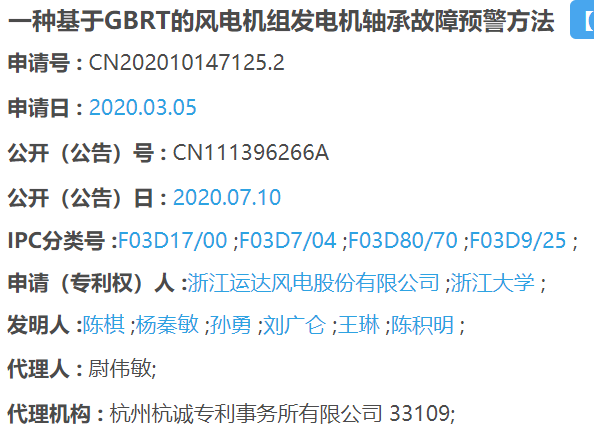 一种基于GBRT的风电机组发电机轴承故障预警方法
申请号 : CN202010147125.2
申请日 : 2020.03.05
公开（公告）号 : CN111396266A
公开（公告）日 : 2020.07.10
IPC分类号 :F03D17/00 ;F03D7/04 ;F03D80/70 ;F03D9/25 ;
申请（专利权）人 :浙江运达风电股份有限公司 ;浙江大学 ;
发明人 :陈棋 ;杨秦敏 ;孙勇 ;刘广仑 ;王琳 ;陈积明 ;
代理人 : 尉伟敏;
代理机构 : 杭州杭诚专利事务所有限公司 33109;